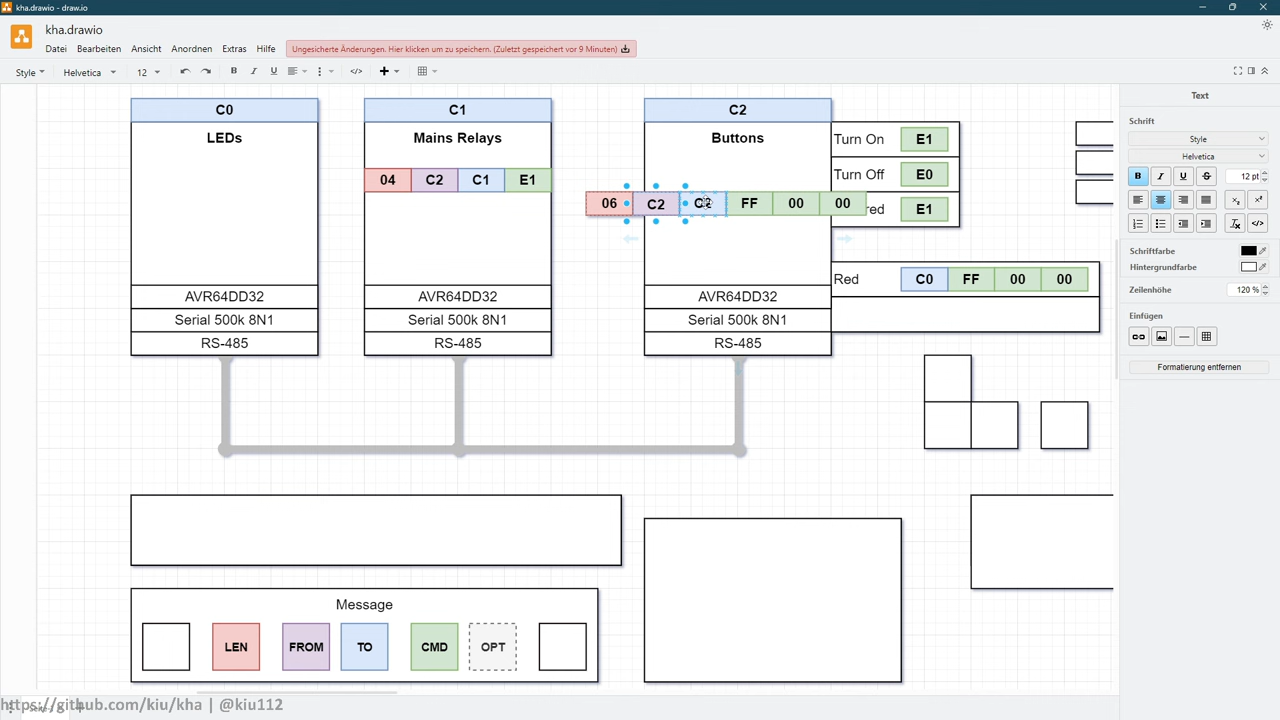 kha.drawio - draw.io
kha.drawio
Datei Bearbeiten Ansicht Anordnen Extras Hilfe
Ungesicherte Änderungen. Hier klicken um zu speichern. (Zuletzt gespeichert vor 9 Minuten)
Style Helvetica 12 B I U
C0
LEDs
AVR64DD32
Serial 500k 8N1
RS-485
C1
Mains Relays
04 C2 C1 E1
AVR64DD32
Serial 500k 8N1
RS-485
C2
Buttons
06 C2 FF 00 00
AVR64DD32
Serial 500k 8N1
RS-485
Turn On E1
Turn Off E0
red E1
Red C0 FF 00 00
Message
LEN FROM TO CMD OPT
Text
Schrift
Style
Helvetica
B I U S 12 pt
Schriftfarbe
Hintergrundfarbe
Zeilenhöhe 120 %
Einfügen
Formatierung entfernen
https://github.com/kiu/kha | @kiu112